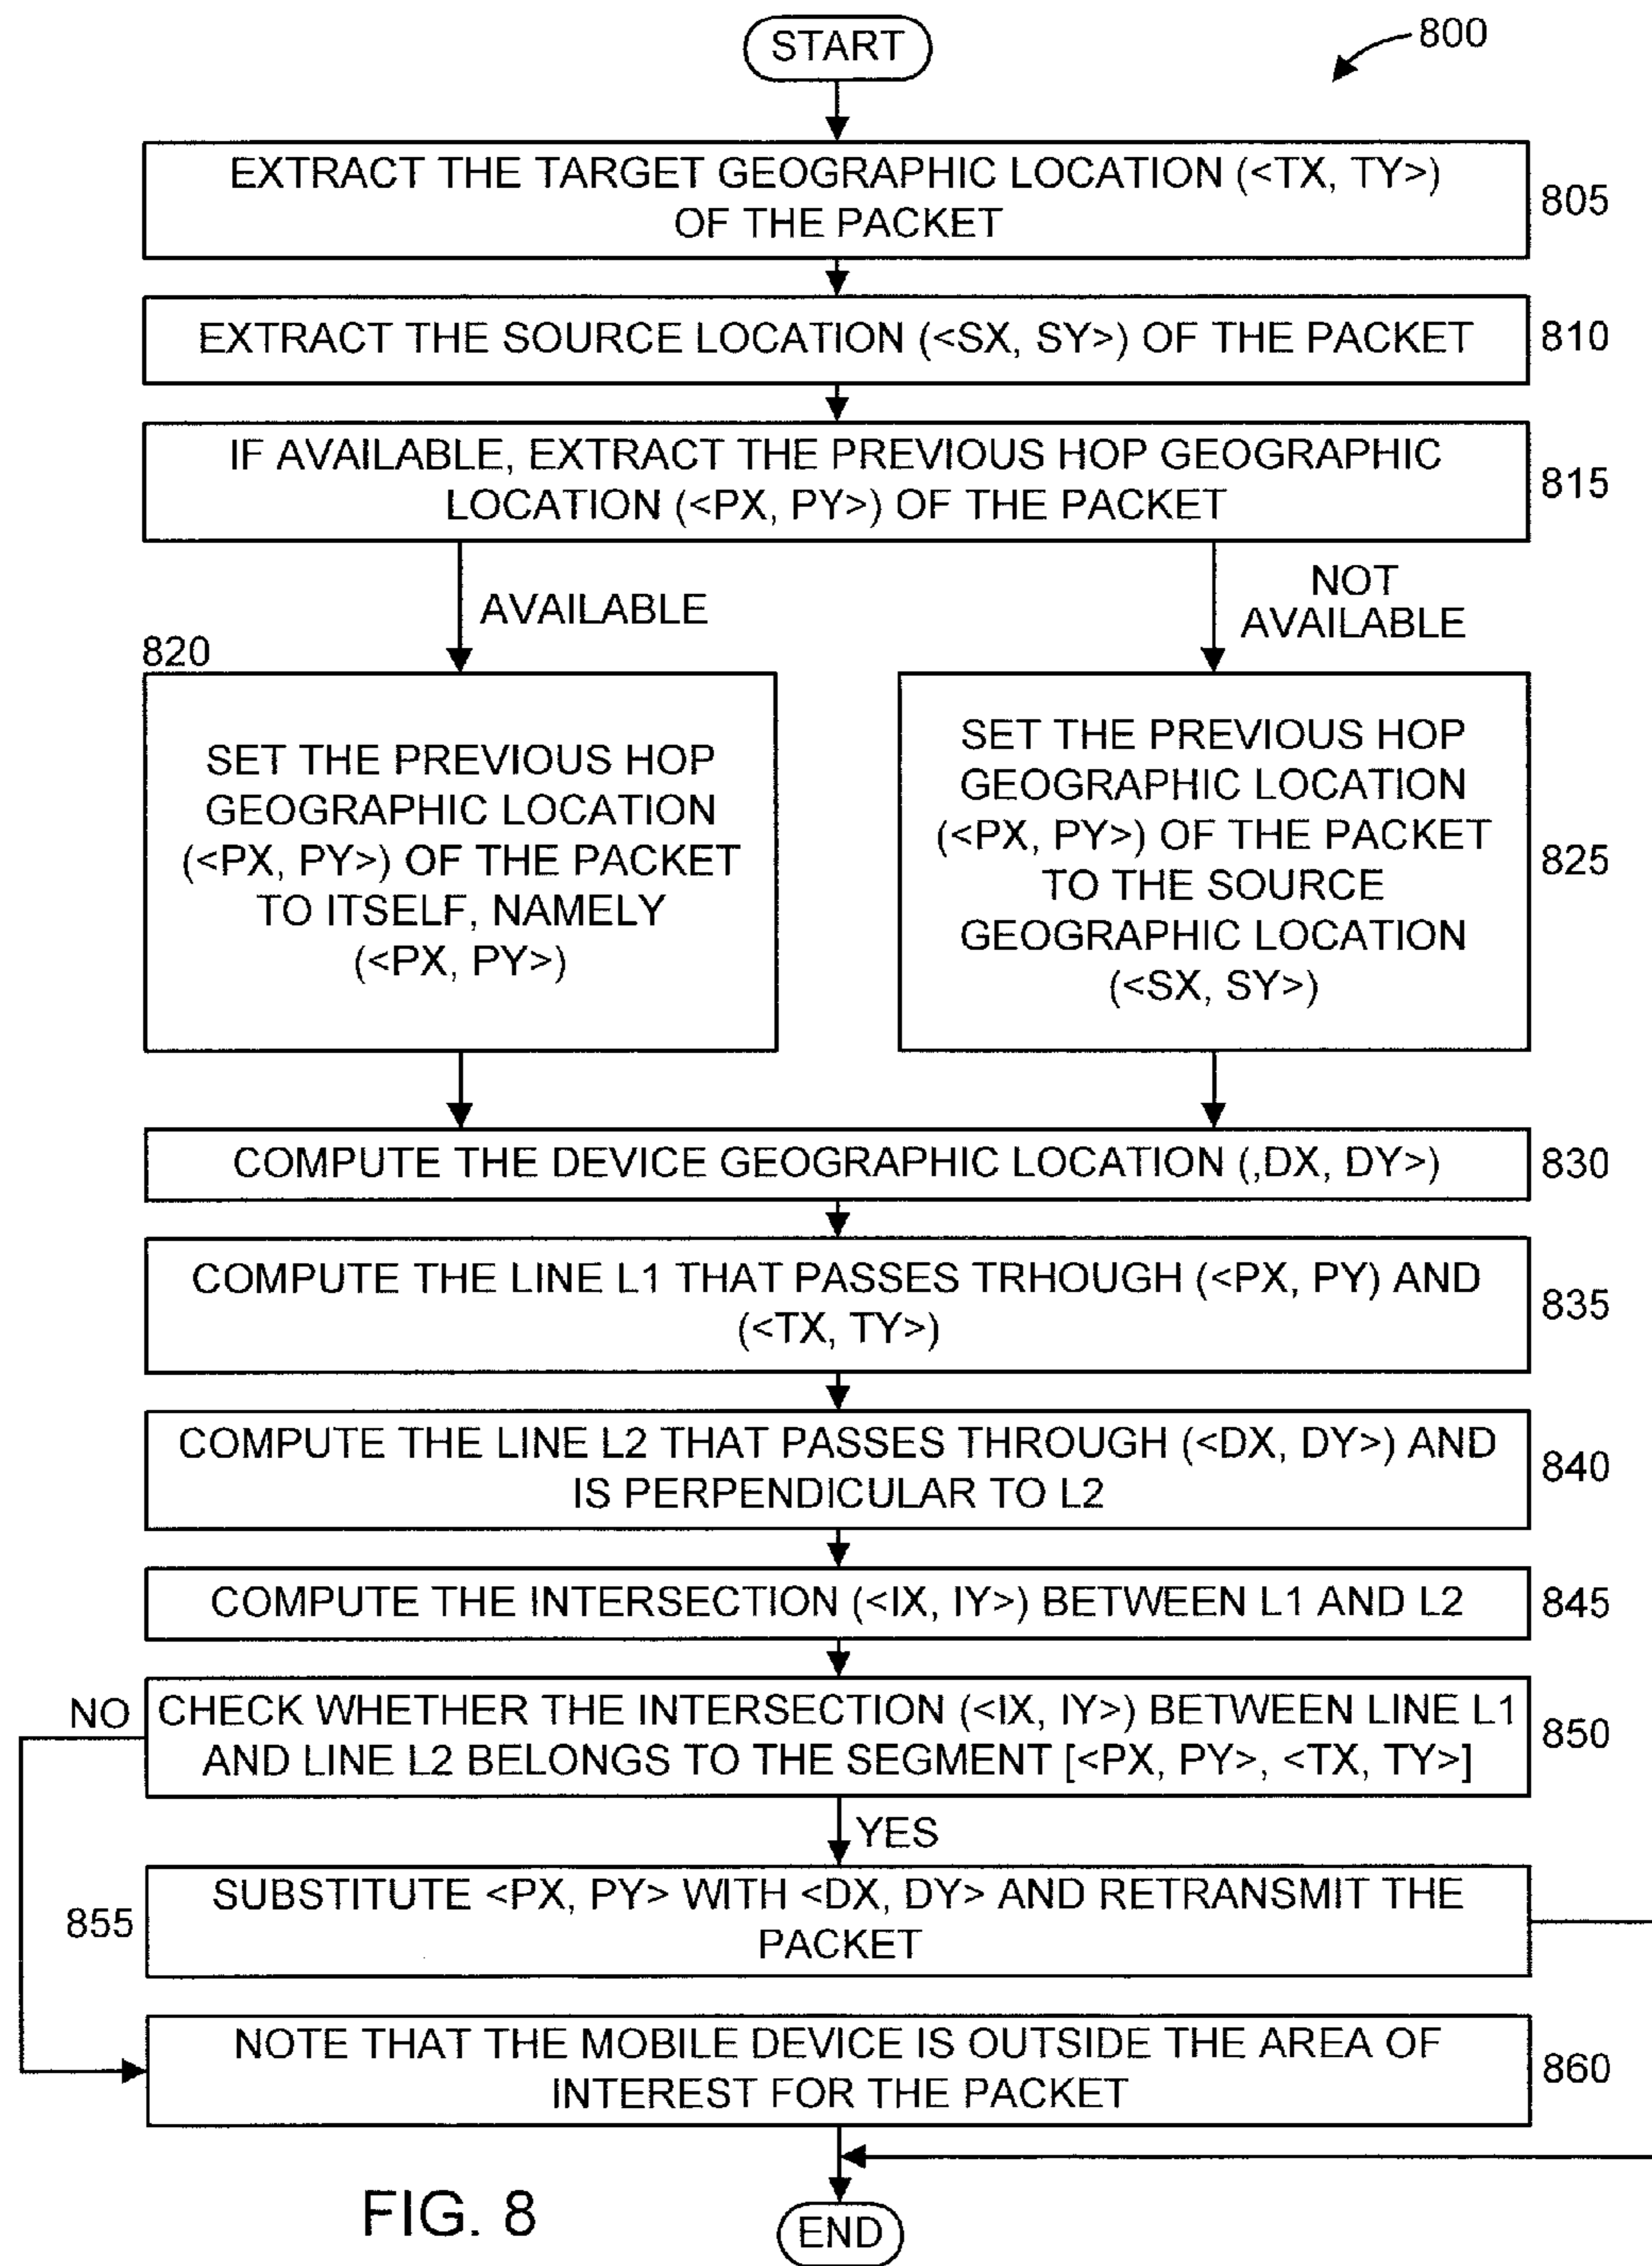 START
800
EXTRACT THE TARGET GEOGRAPHIC LOCATION (<TX, TY>)
OF THE PACKET
805
EXTRACT THE SOURCE LOCATION (<SX, SY>) OF THE PACKET
810
IF AVAILABLE, EXTRACT THE PREVIOUS HOP GEOGRAPHIC
LOCATION (<PX, PY>) OF THE PACKET
815
AVAILABLE
NOT
AVAILABLE
820
SET THE PREVIOUS HOP
GEOGRAPHIC LOCATION
(<PX, PY>) OF THE PACKET
TO ITSELF, NAMELY
(<PX, PY>)
SET THE PREVIOUS HOP
GEOGRAPHIC LOCATION
(<PX, PY>) OF THE PACKET
TO THE SOURCE
GEOGRAPHIC LOCATION
(<SX, SY>)
825
COMPUTE THE DEVICE GEOGRAPHIC LOCATION (,DX, DY>)
830
COMPUTE THE LINE L1 THAT PASSES TRHOUGH (<PX, PY) AND
(<TX, TY>)
835
COMPUTE THE LINE L2 THAT PASSES THROUGH (<DX, DY>) AND
IS PERPENDICULAR TO L2
840
COMPUTE THE INTERSECTION (<IX, IY>) BETWEEN L1 AND L2
845
NO
CHECK WHETHER THE INTERSECTION (<IX, IY>) BETWEEN LINE L1
AND LINE L2 BELONGS TO THE SEGMENT [<PX, PY>, <TX, TY>]
850
YES
SUBSTITUTE <PX, PY> WITH <DX, DY> AND RETRANSMIT THE
PACKET
855
NOTE THAT THE MOBILE DEVICE IS OUTSIDE THE AREA OF
INTEREST FOR THE PACKET
860
FIG. 8
END